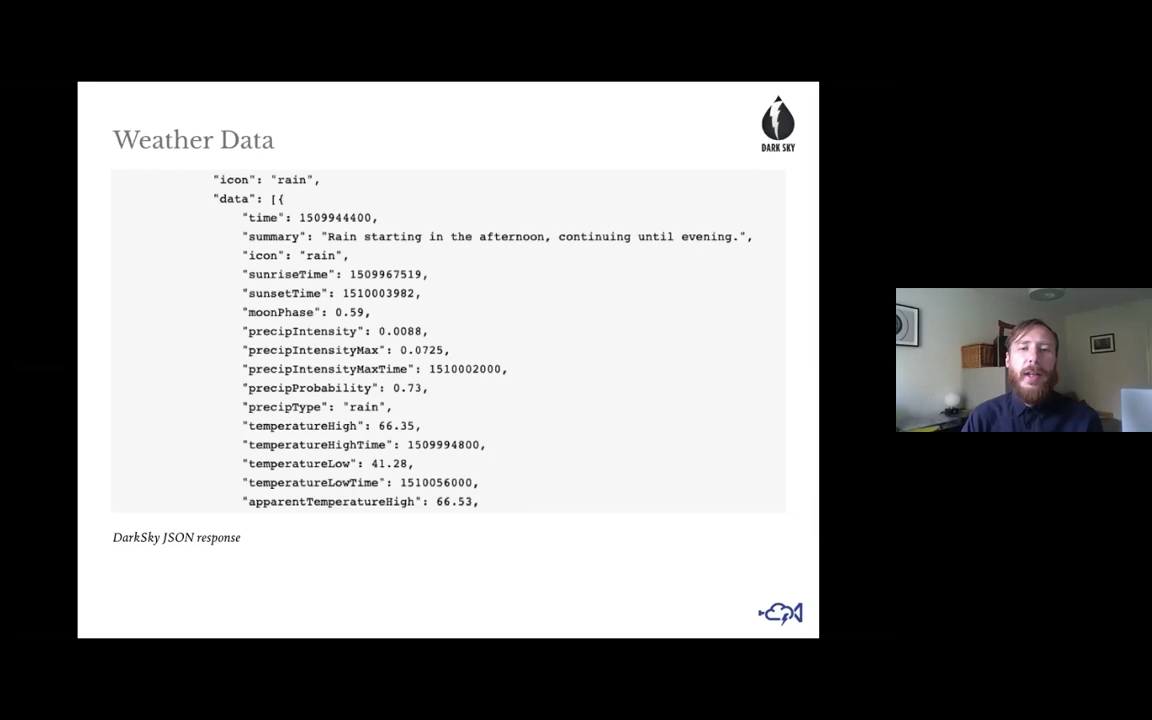 Weather Data
DARK SKY
"icon": "rain",
"data": [{
"time": 1509944400,
"summary": "Rain starting in the afternoon, continuing until evening.",
"icon": "rain",
"sunriseTime": 1509967519,
"sunsetTime": 1510003982,
"moonPhase": 0.59,
"precipIntensity": 0.0088,
"precipIntensityMax": 0.0725,
"precipIntensityMaxTime": 1510002000,
"precipProbability": 0.73,
"precipType": "rain",
"temperatureHigh": 66.35,
"temperatureHighTime": 1509994800,
"temperatureLow": 41.28,
"temperatureLowTime": 1510056000,
"apparentTemperatureHigh": 66.53,
DarkSky JSON response